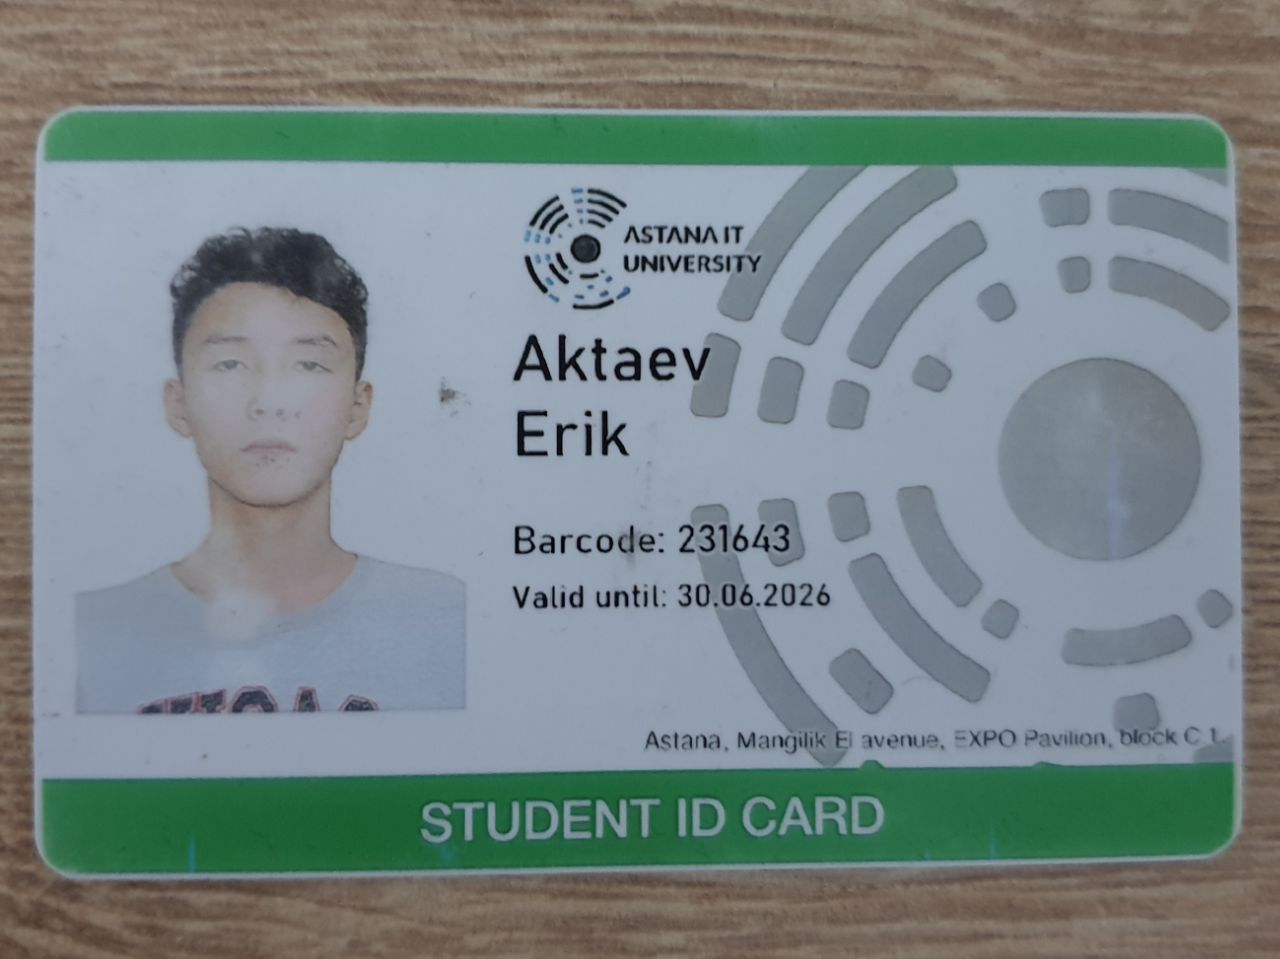 ASTANA IT
UNIVERSITY
Aktaev
Erik
Barcode: 231643
Valid until: 30.06.2026
Astana, Mangilik El avenue, EXPO Pavilion, block C 1.
STUDENT ID CARD